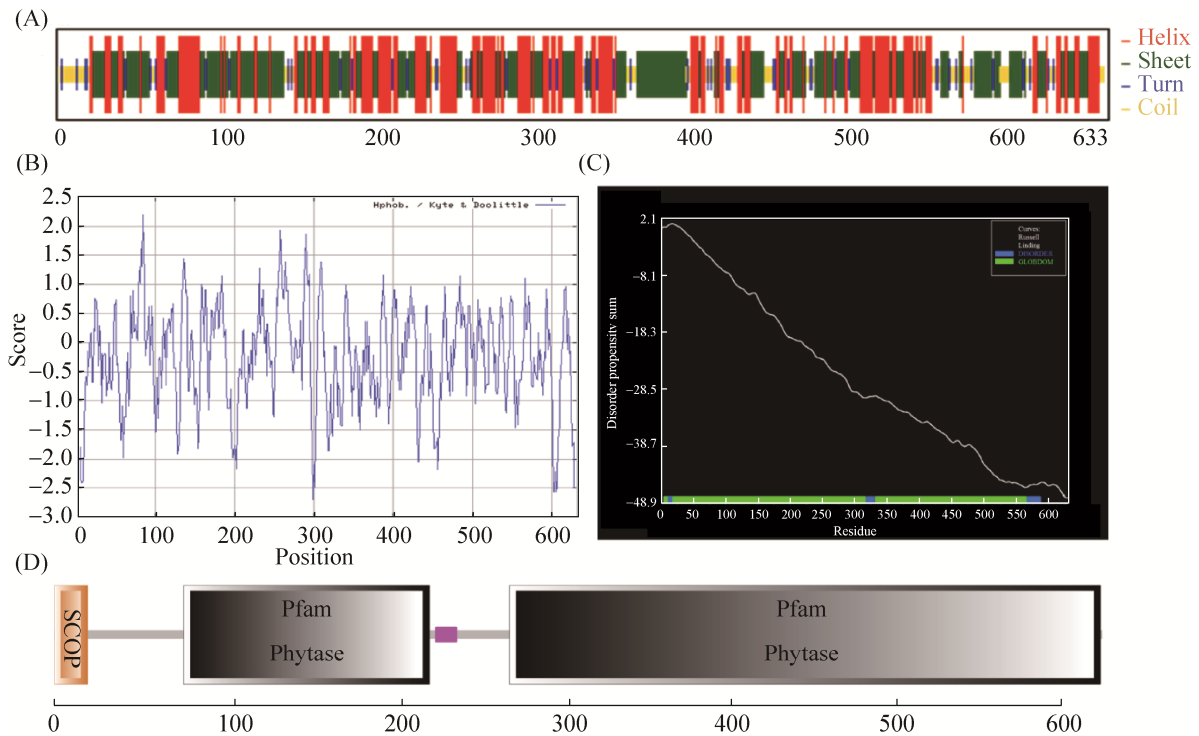 (A)
Helix
Sheet
Turn
Coil
0 100 200 300 400 500 600 633
(B)
Hphob. / Kyte & Doolittle
2.5
2.0
1.5
1.0
0.5
0
−0.5
−1.0
−1.5
−2.0
−2.5
−3.0
Score
0 100 200 300 400 500 600
Position
(C)
2.1
−8.1
−18.3
−28.5
−38.7
−48.9
Disorder propensity sum
Curves:
Russell
Linding
DISORDER
GLOBDOM
0 50 100 150 200 250 300 350 400 450 500 550 600
Residue
(D)
SCOP
Pfam
Phytase
Pfam
Phytase
0 100 200 300 400 500 600